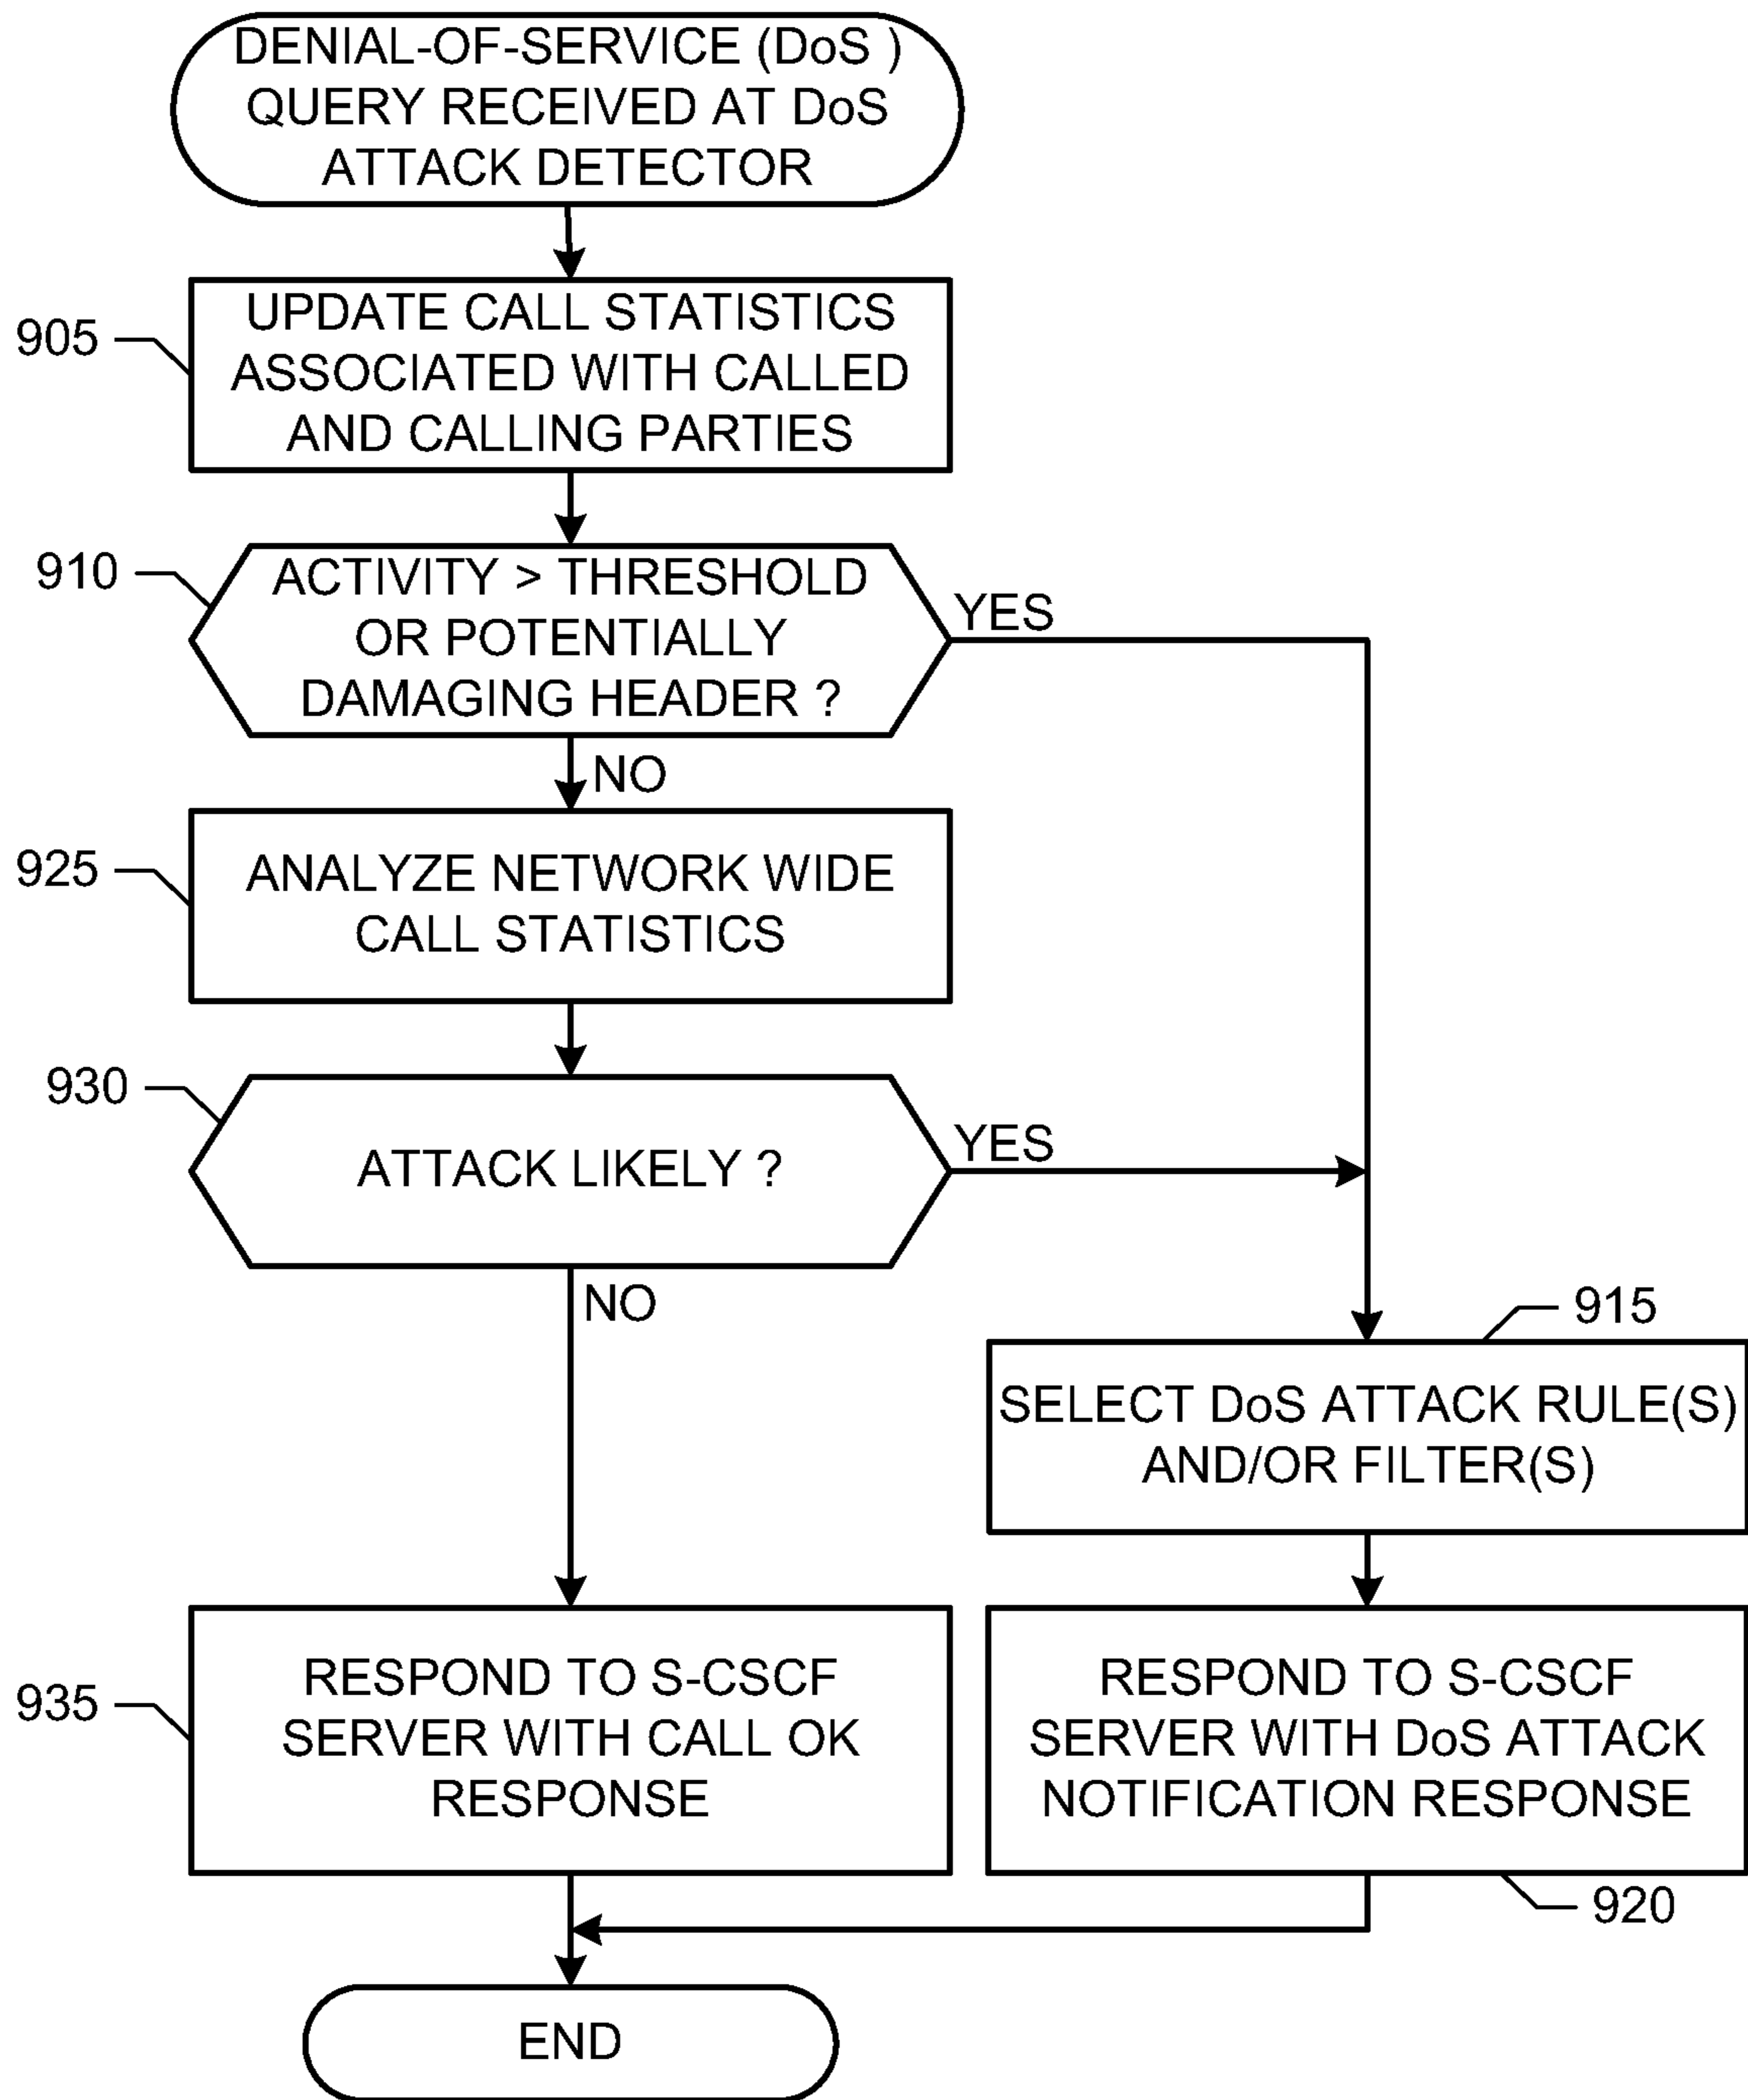 DENIAL-OF-SERVICE (DoS )
QUERY RECEIVED AT DoS
ATTACK DETECTOR
905
UPDATE CALL STATISTICS
ASSOCIATED WITH CALLED
AND CALLING PARTIES
910
ACTIVITY > THRESHOLD
OR POTENTIALLY
DAMAGING HEADER ?
YES
NO
925
ANALYZE NETWORK WIDE
CALL STATISTICS
930
ATTACK LIKELY ?
YES
NO
915
SELECT DoS ATTACK RULE(S)
AND/OR FILTER(S)
935
RESPOND TO S-CSCF
SERVER WITH CALL OK
RESPONSE
RESPOND TO S-CSCF
SERVER WITH DoS ATTACK
NOTIFICATION RESPONSE
920
END